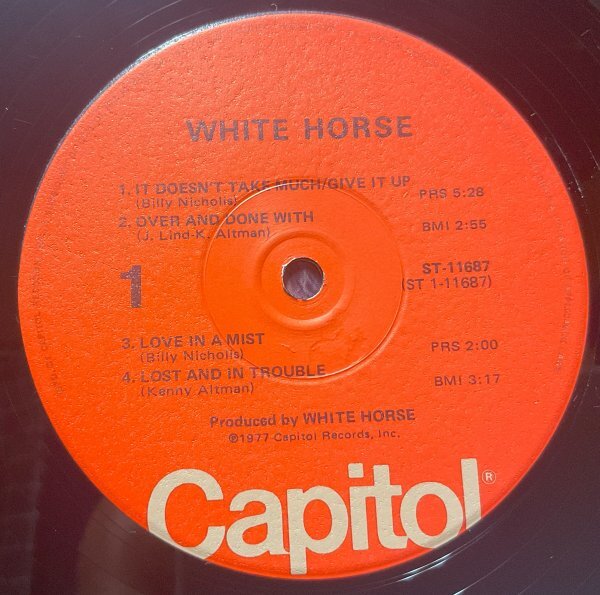 WHITE HORSE
1. IT DOESN'T TAKE MUCH/GIVE IT UP PRS 5:28
(Billy Nicholls)
2. OVER AND DONE WITH BMI 2:55
(J. Lind-K. Altman)
1
ST-11687
(ST 1-11687)
3. LOVE IN A MIST PRS 2:00
(Billy Nicholls)
4. LOST AND IN TROUBLE BMI 3:17
(Kenny Altman)
Produced by WHITE HORSE
℗1977 Capitol Records, Inc.
Capitol®